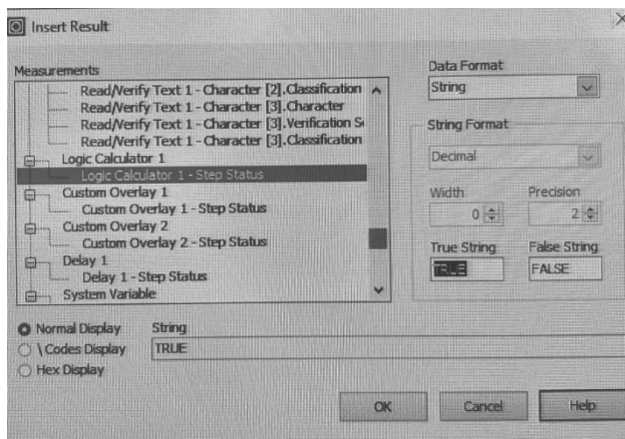 Insert Result
Measurements
Read/Verify Text 1 - Character [2].Classification
Read/Verify Text 1 - Character [3].Character
Read/Verify Text 1 - Character [3].Verification S
Read/Verify Text 1 - Character [3].Classification
Logic Calculator 1
Logic Calculator 1 - Step Status
Custom Overlay 1
Custom Overlay 1 - Step Status
Custom Overlay 2
Custom Overlay 2 - Step Status
Delay 1
Delay 1 - Step Status
System Variable
Data Format
String
String Format
Decimal
Width Precision
0 2
True String False String
TRUE FALSE
Normal Display
\ Codes Display
Hex Display
String
TRUE
OK Cancel Help